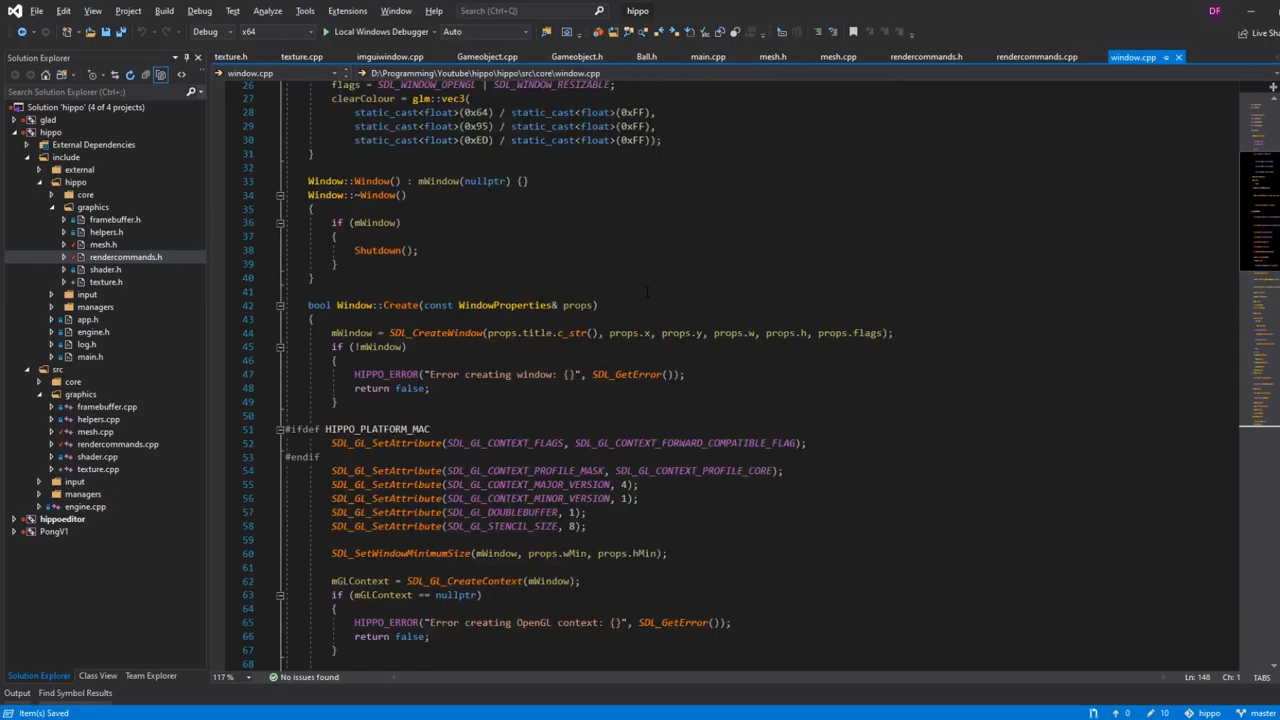 File Edit View Git Project Build Debug Test Analyze Tools Extensions Window Help Search (Ctrl+Q) hippo DF
Debug x64 Local Windows Debugger Auto Live Sha
Solution Explorer
texture.h texture.cpp imguiwindow.cpp Gameobject.cpp Gameobject.h Ball.h main.cpp mesh.h mesh.cpp rendercommands.h rendercommands.cpp window.cpp
window.cpp D:\Programming\Youtube\hippo\hippo\src\core\window.cpp
Search Solution Explorer (Ctrl+;)
Solution 'hippo' (4 of 4 projects)
glad
hippo
External Dependencies
include
external
hippo
core
graphics
framebuffer.h
helpers.h
mesh.h
rendercommands.h
shader.h
texture.h
input
managers
app.h
engine.h
log.h
main.h
src
core
graphics
framebuffer.cpp
helpers.cpp
mesh.cpp
rendercommands.cpp
shader.cpp
texture.cpp
input
managers
engine.cpp
hippoeditor
PongV1
26 flags = SDL_WINDOW_OPENGL | SDL_WINDOW_RESIZABLE;
27 clearColour = glm::vec3(
28 static_cast<float>(0x64) / static_cast<float>(0xFF),
29 static_cast<float>(0x95) / static_cast<float>(0xFF),
30 static_cast<float>(0xED) / static_cast<float>(0xFF));
31 }
32
33 Window::Window() : mWindow(nullptr) {}
34 Window::~Window()
35 {
36 if (mWindow)
37 {
38 Shutdown();
39 }
40 }
41
42 bool Window::Create(const WindowProperties& props)
43 {
44 mWindow = SDL_CreateWindow(props.title.c_str(), props.x, props.y, props.w, props.h, props.flags);
45 if (!mWindow)
46 {
47 HIPPO_ERROR("Error creating window: {}", SDL_GetError());
48 return false;
49 }
50
51 #ifdef HIPPO_PLATFORM_MAC
52 SDL_GL_SetAttribute(SDL_GL_CONTEXT_FLAGS, SDL_GL_CONTEXT_FORWARD_COMPATIBLE_FLAG);
53 #endif
54 SDL_GL_SetAttribute(SDL_GL_CONTEXT_PROFILE_MASK, SDL_GL_CONTEXT_PROFILE_CORE);
55 SDL_GL_SetAttribute(SDL_GL_CONTEXT_MAJOR_VERSION, 4);
56 SDL_GL_SetAttribute(SDL_GL_CONTEXT_MINOR_VERSION, 1);
57 SDL_GL_SetAttribute(SDL_GL_DOUBLEBUFFER, 1);
58 SDL_GL_SetAttribute(SDL_GL_STENCIL_SIZE, 8);
59
60 SDL_SetWindowMinimumSize(mWindow, props.wMin, props.hMin);
61
62 mGLContext = SDL_GL_CreateContext(mWindow);
63 if (mGLContext == nullptr)
64 {
65 HIPPO_ERROR("Error creating OpenGL context: {}", SDL_GetError());
66 return false;
67 }
68
Solution Explorer Class View Team Explorer
117 % No issues found Ln: 148 Ch: 1 TABS
Output Find Symbol Results
Item(s) Saved 0 10 hippo master